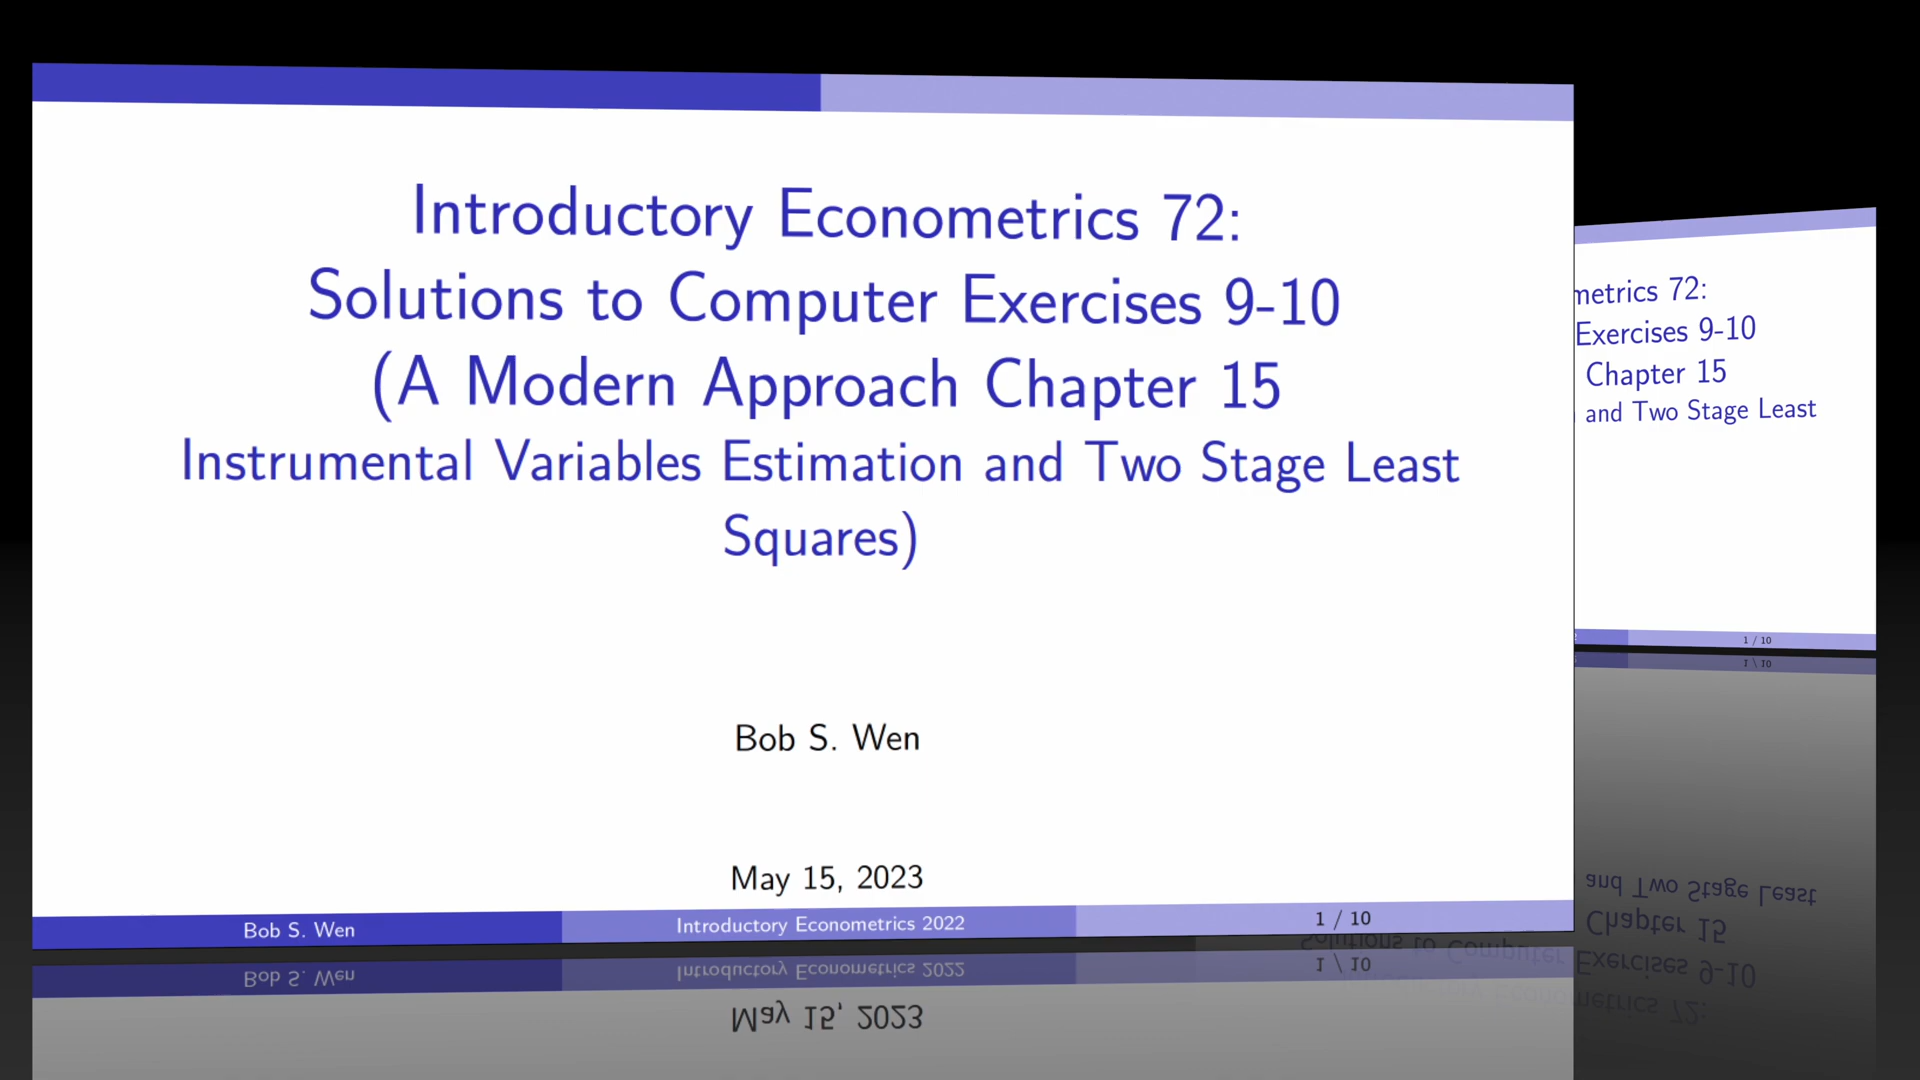 Introductory Econometrics 72:
Solutions to Computer Exercises 9-10
(A Modern Approach Chapter 15
Instrumental Variables Estimation and Two Stage Least
Squares)
Bob S. Wen
May 15, 2023
Bob S. Wen
Introductory Econometrics 2022
1 / 10
metrics 72:
Exercises 9-10
Chapter 15
and Two Stage Least
1 / 10